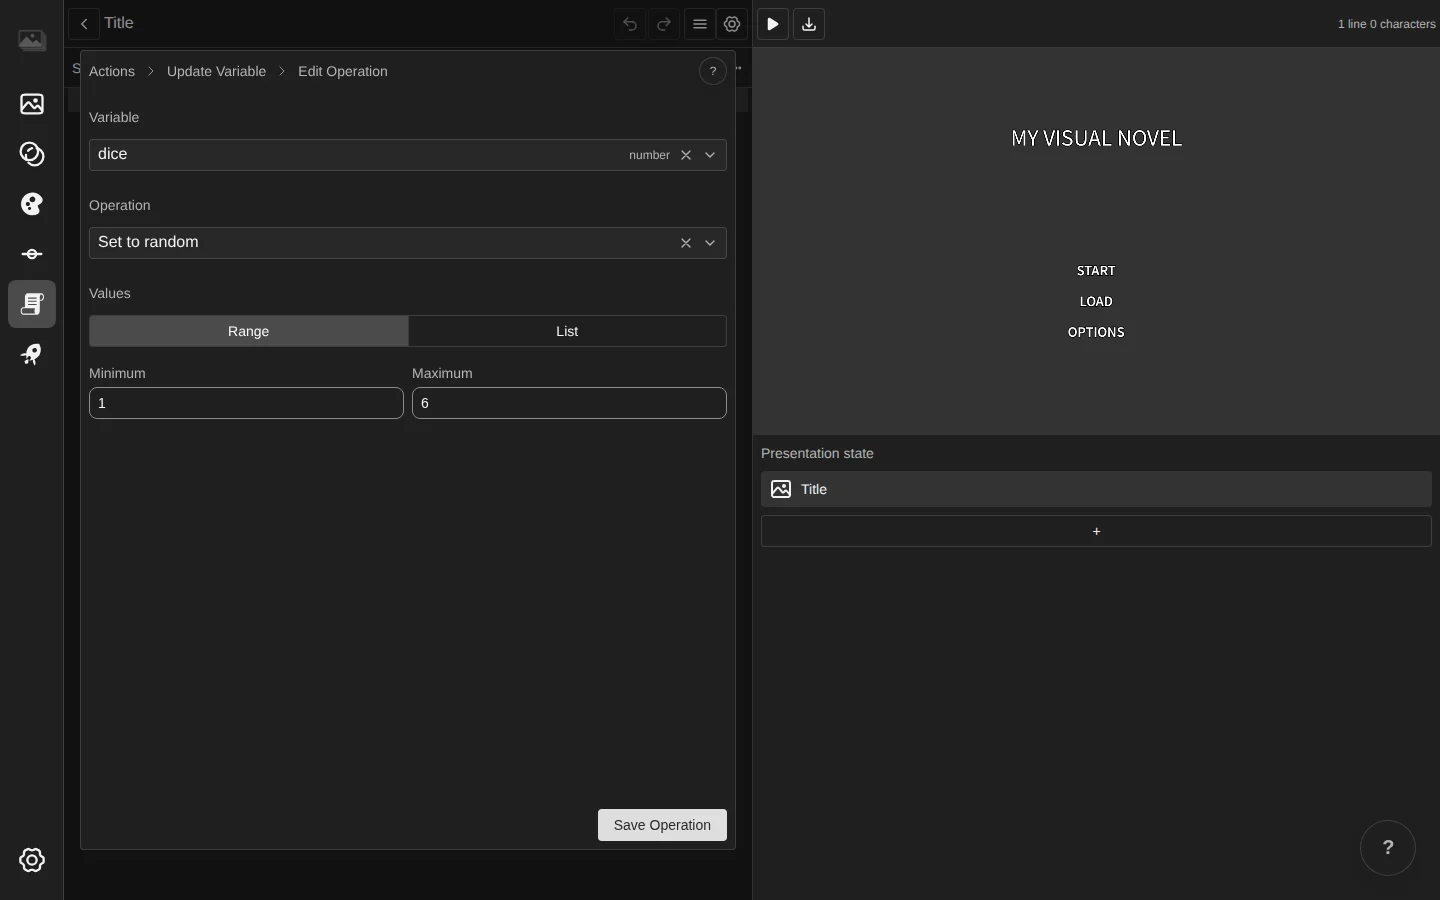 Title
1 line 0 characters
S
Actions
Update Variable
Edit Operation
?
Variable
dice
number
Operation
Set to random
Values
Range
List
Minimum
Maximum
1
6
Save Operation
MY VISUAL NOVEL
START
LOAD
OPTIONS
Presentation state
Title
+
?